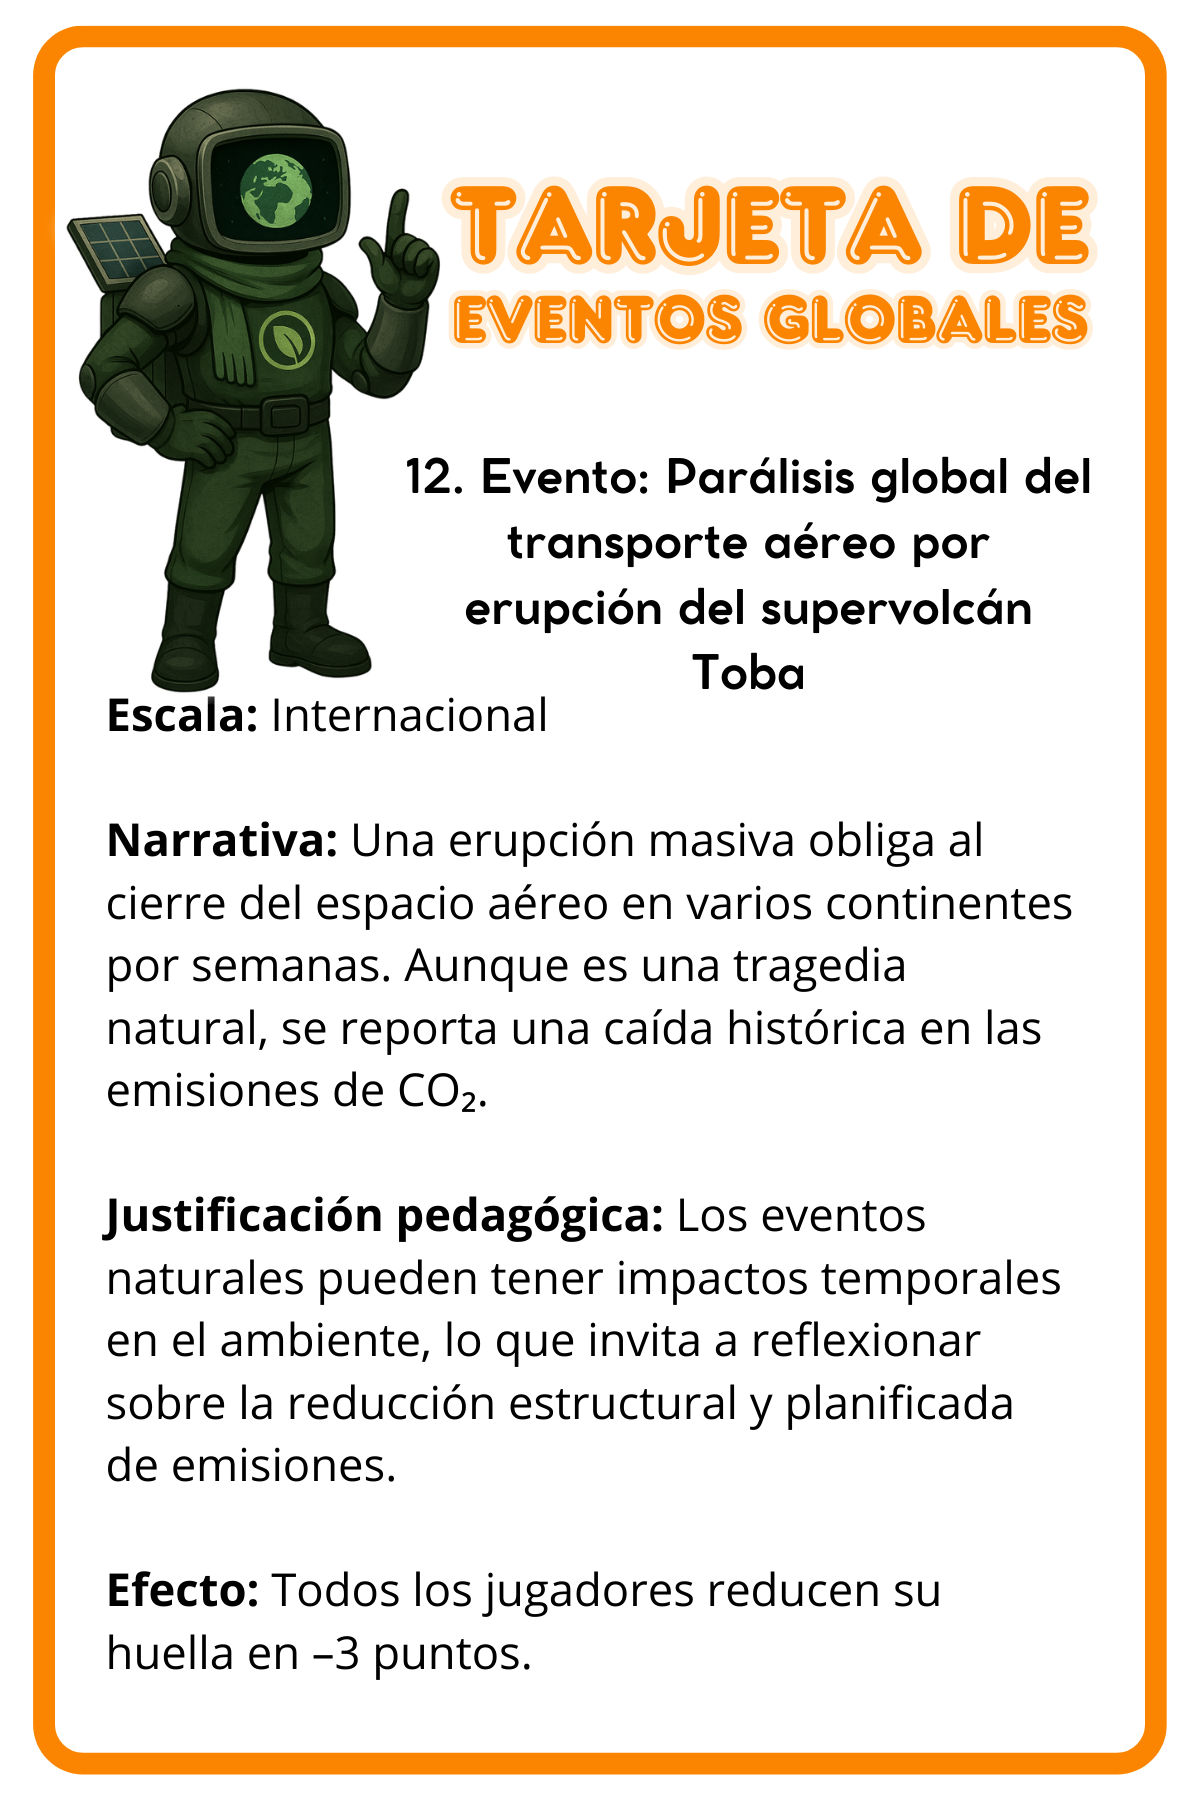 TARJETA DE
EVENTOS GLOBALES
12. Evento: Parálisis global del
transporte aéreo por
erupción del supervolcán
Toba
Escala: Internacional
Narrativa: Una erupción masiva obliga al
cierre del espacio aéreo en varios continentes
por semanas. Aunque es una tragedia
natural, se reporta una caída histórica en las
emisiones de CO₂.
Justificación pedagógica: Los eventos
naturales pueden tener impactos temporales
en el ambiente, lo que invita a reflexionar
sobre la reducción estructural y planificada
de emisiones.
Efecto: Todos los jugadores reducen su
huella en –3 puntos.